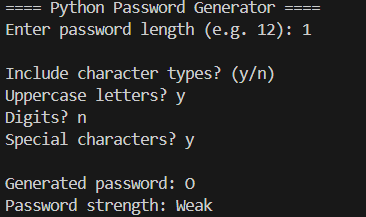 ==== Python Password Generator ====
Enter password length (e.g. 12): 1
Include character types? (y/n)
Uppercase letters? y
Digits? n
Special characters? y
Generated password: O
Password strength: Weak